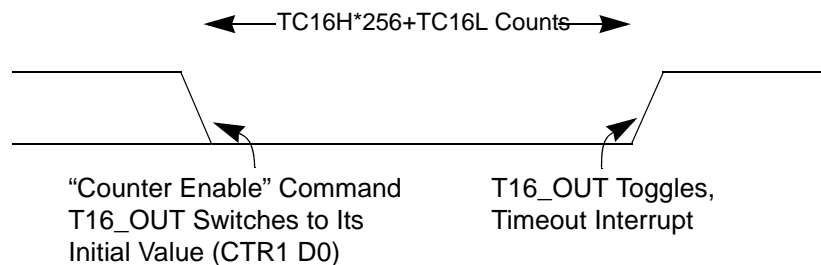 TC16H*256+TC16L Counts
“Counter Enable” Command
T16_OUT Switches to Its
Initial Value (CTR1 D0)
T16_OUT Toggles,
Timeout Interrupt